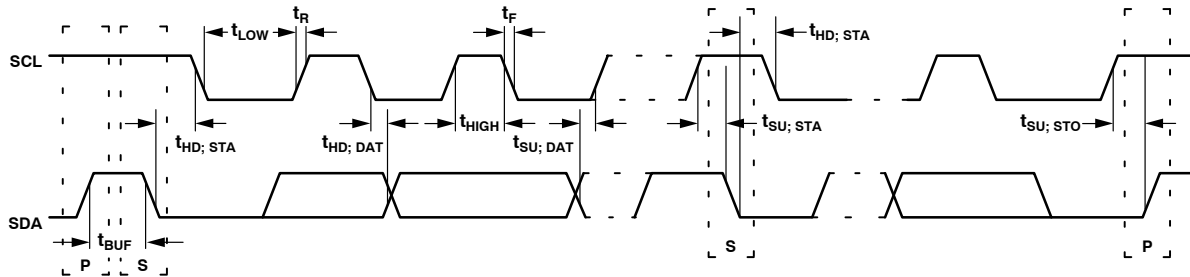 tR
tF
tLOW
tHD; STA
SCL
tHD; STA
tHD; DAT
tHIGH
tSU; DAT
tSU; STA
tSU; STO
SDA
tBUF
P
S
S
P